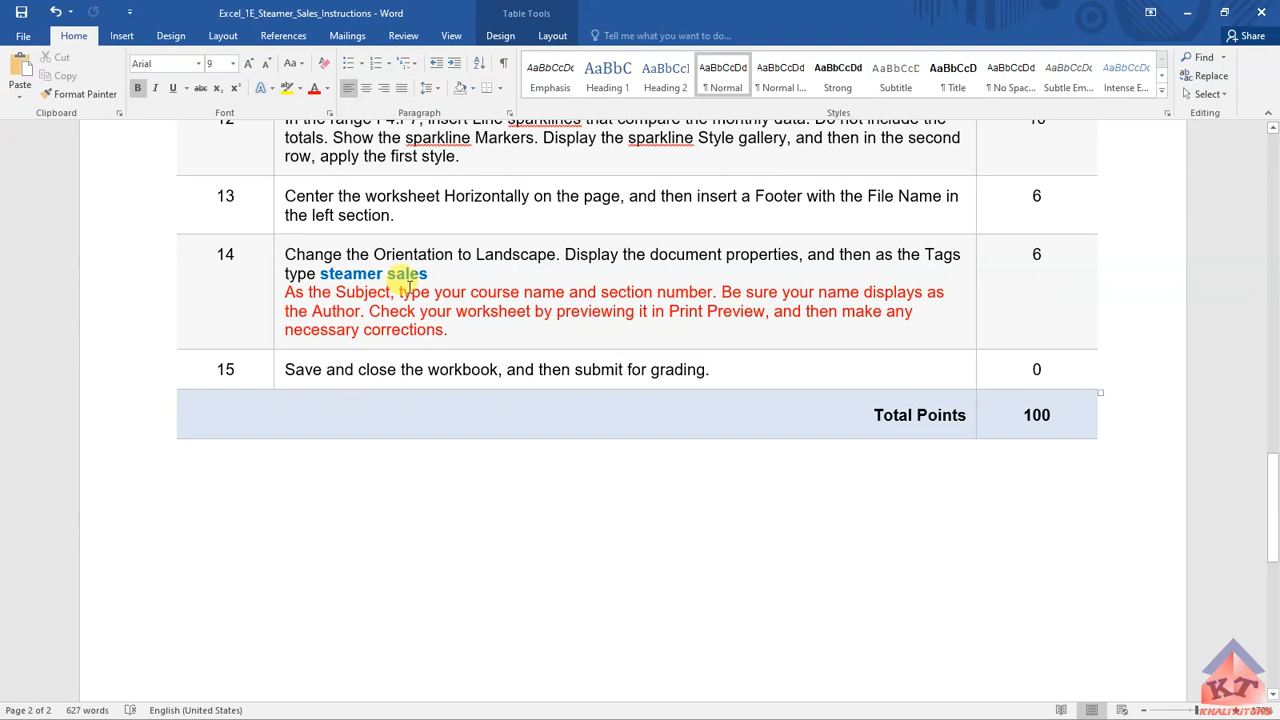 Excel_1E_Steamer_Sales_Instructions - Word
Table Tools
File Home Insert Design Layout References Mailings Review View Design Layout Tell me what you want to do... Share
Paste
Cut
Copy
Format Painter
Clipboard
Arial 9
Font
Paragraph
AaBbCcDc AaBbC AaBbCc AaBbCcDd AaBbCcDd AaBbCcDd AaBbCcDd AaBbCcDd AaBbCcDd AaBbCcDd
Emphasis Heading 1 Heading 2 ¶ Normal ¶ Normal I... Strong Subtitle ¶ Title ¶ No Spac... Subtle Em... Intense E...
Styles
Find
Replace
Select
Editing
totals. Show the sparkline Markers. Display the sparkline Style gallery, and then in the second
row, apply the first style.
13 Center the worksheet Horizontally on the page, and then insert a Footer with the File Name in 6
the left section.
14 Change the Orientation to Landscape. Display the document properties, and then as the Tags 6
type steamer sales
As the Subject, type your course name and section number. Be sure your name displays as
the Author. Check your worksheet by previewing it in Print Preview, and then make any
necessary corrections.
15 Save and close the workbook, and then submit for grading. 0
Total Points 100
KT
Page 2 of 2 627 words English (United States)